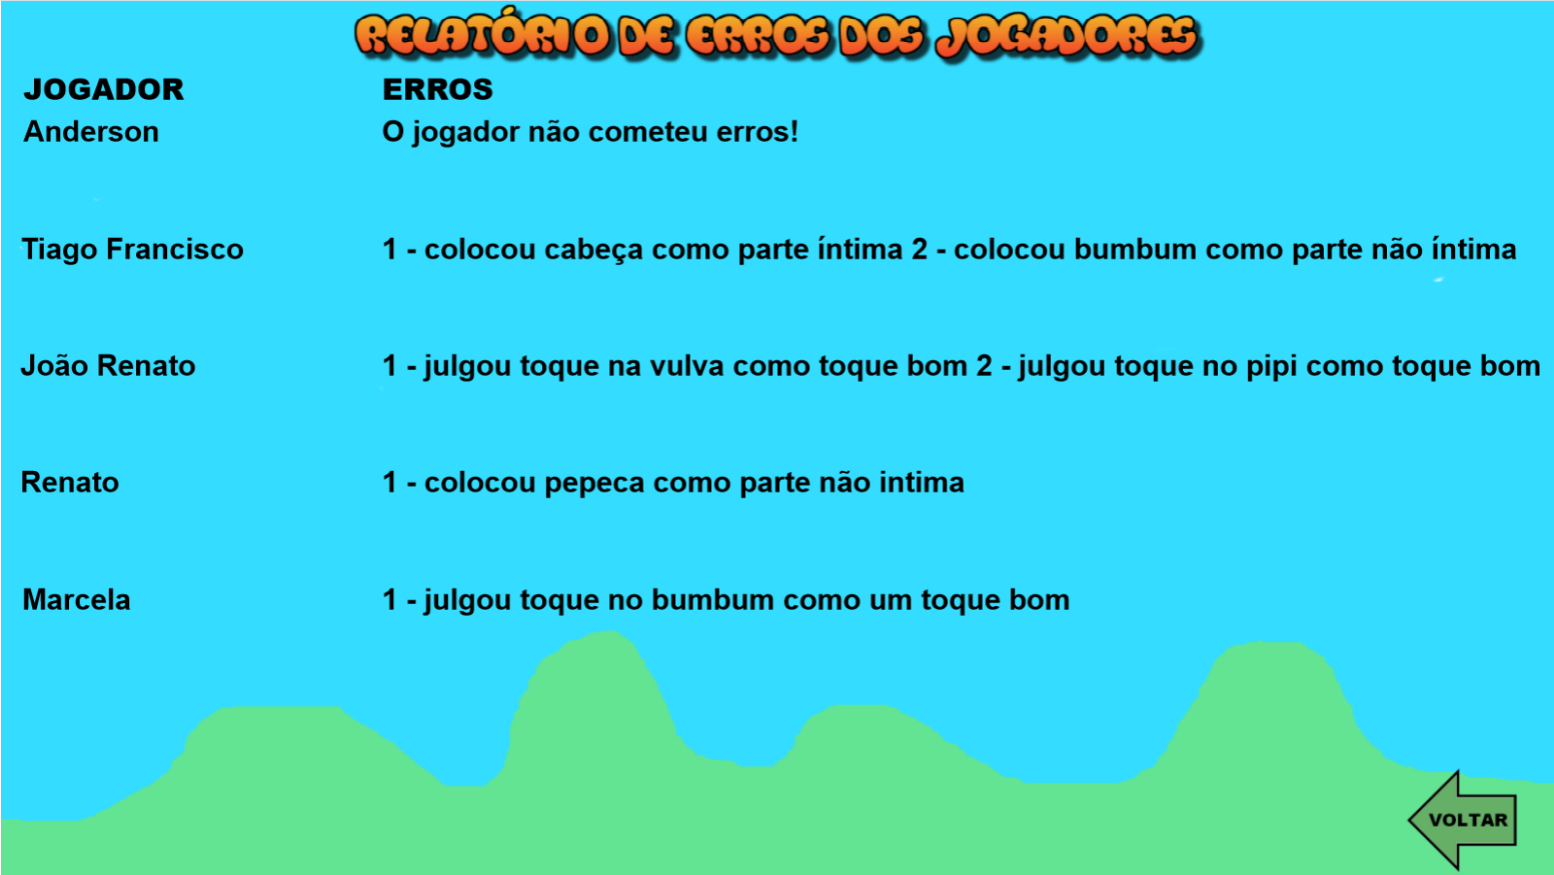 RELATÓRIO DE ERROS DOS JOGADORES
JOGADOR ERROS
Anderson O jogador não cometeu erros!
Tiago Francisco 1 - colocou cabeça como parte íntima 2 - colocou bumbum como parte não íntima
João Renato 1 - julgou toque na vulva como toque bom 2 - julgou toque no pipi como toque bom
Renato 1 - colocou pepeca como parte não intima
Marcela 1 - julgou toque no bumbum como um toque bom
VOLTAR